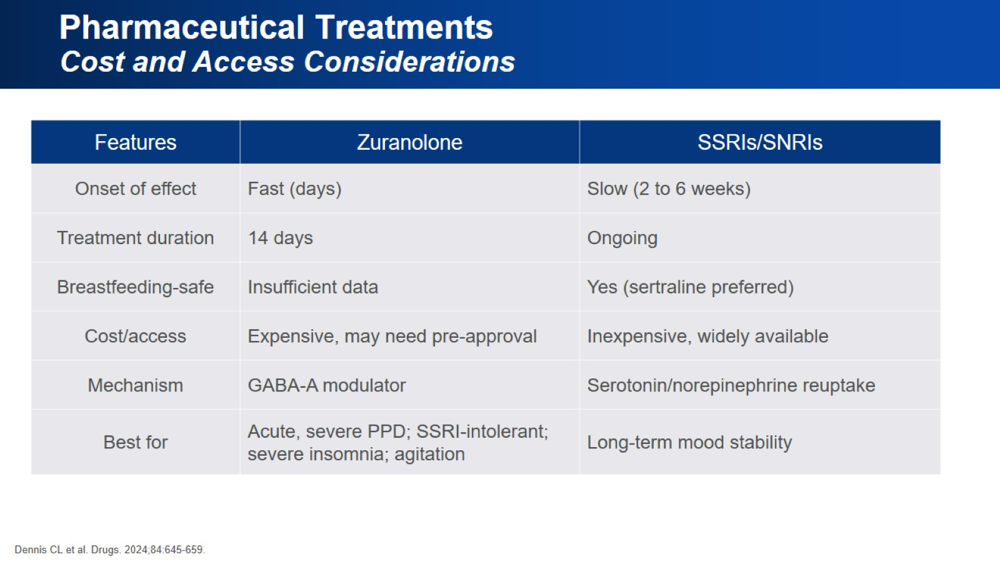 Pharmaceutical Treatments
Cost and Access Considerations
Features Zuranolone SSRIs/SNRIs
Onset of effect Fast (days) Slow (2 to 6 weeks)
Treatment duration 14 days Ongoing
Breastfeeding-safe Insufficient data Yes (sertraline preferred)
Cost/access Expensive, may need pre-approval Inexpensive, widely available
Mechanism GABA-A modulator Serotonin/norepinephrine reuptake
Best for Acute, severe PPD; SSRI-intolerant;
severe insomnia; agitation Long-term mood stability
Dennis CL et al. Drugs. 2024;84:645-659.